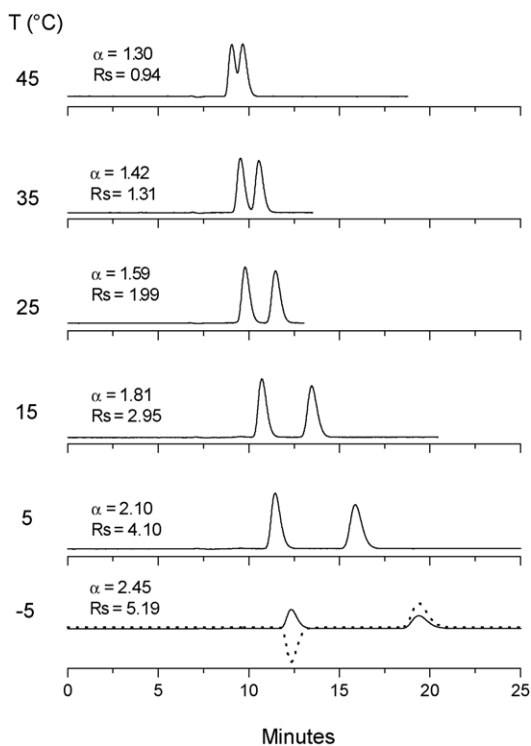 T (°C)
45
α = 1.30
Rs = 0.94
35
α = 1.42
Rs = 1.31
25
α = 1.59
Rs = 1.99
15
α = 1.81
Rs = 2.95
5
α = 2.10
Rs = 4.10
-5
α = 2.45
Rs = 5.19
0 5 10 15 20 25
Minutes